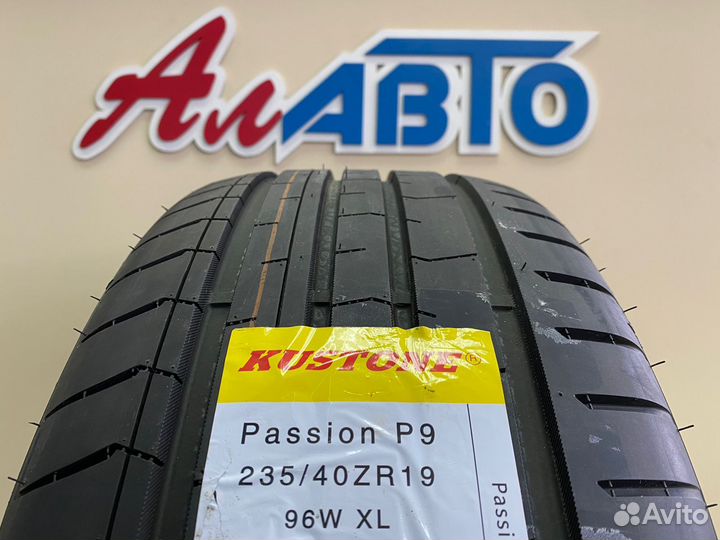 АлАВТО
KUSTONE®
Passion P9
235/40ZR19
96W XL
Passi
Avito